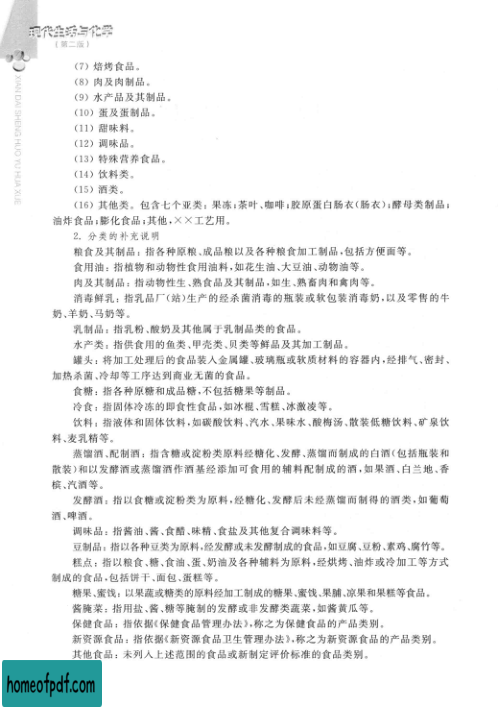 现代生活与化学
(第二版)
XIAN DAI SHENG HUO YU HUA XUE
(7) 焙烤食品。
(8) 肉及肉制品。
(9) 水产品及其制品。
(10) 蛋及蛋制品。
(11) 甜味料。
(12) 调味品。
(13) 特殊营养食品。
(14) 饮料类。
(15) 酒类。
(16) 其他类。包含七个亚类：果冻；茶叶、咖啡；胶原蛋白肠衣(肠衣)；酵母类制品；
油炸食品；膨化食品；其他，××工艺用。
2. 分类的补充说明
粮食及其制品：指各种原粮、成品粮以及各种粮食加工制品，包括方便面等。
食用油：指植物和动物性食用油料，如花生油、大豆油、动物油等。
肉及其制品：指动物性生、熟食品及其制品，如生、熟畜肉和禽肉等。
消毒鲜乳：指乳品厂(站)生产的经杀菌消毒的瓶装或软包装消毒奶，以及零售的牛
奶、羊奶、马奶等。
乳制品：指乳粉、酸奶及其他属于乳制品类的食品。
水产类：指供食用的鱼类、甲壳类、贝类等鲜品及其加工制品。
罐头：将加工处理后的食品装入金属罐、玻璃瓶或软质材料的容器内，经排气、密封、
加热杀菌、冷却等工序达到商业无菌的食品。
食糖：指各种原糖和成品糖，不包括糖果等制品。
冷食：指固体冷冻的即食性食品，如冰棍、雪糕、冰激凌等。
饮料：指液体和固体饮料，如碳酸饮料、汽水、果味水、酸梅汤、散装低糖饮料、矿泉饮
料、麦乳精等。
蒸馏酒、配制酒：指含糖或淀粉类原料经糖化、发酵、蒸馏而制成的白酒(包括瓶装和
散装)和以发酵酒或蒸馏酒作酒基经添加可食用的辅料配制成的酒，如果酒、白兰地、香
槟、汽酒等。
发酵酒：指以食糖或淀粉类为原料，经糖化、发酵后未经蒸馏而制得的酒类，如葡萄
酒、啤酒。
调味品：指酱油、酱、食醋、味精、食盐及其他复合调味料等。
豆制品：指以各种豆类为原料，经发酵或未发酵制成的食品，如豆腐、豆粉、素鸡、腐竹等。
糕点：指以粮食、糖、食油、蛋、奶油及各种辅料为原料，经烘烤、油炸或冷加工等方式
制成的食品，包括饼干、面包、蛋糕等。
糖果、蜜饯：以果蔬或糖类的原料经加工制成的糖果、蜜饯、果脯、凉果和果糕等食品。
酱腌菜：指用盐、酱、糖等腌制的发酵或非发酵类蔬菜，如酱黄瓜等。
保健食品：指依据《保健食品管理办法》，称之为保健食品的产品类别。
新资源食品：指依据《新资源食品卫生管理办法》，称之为新资源食品的产品类别。
其他食品：未列入上述范围的食品或新制定评价标准的食品类别。
homeofpdf.com